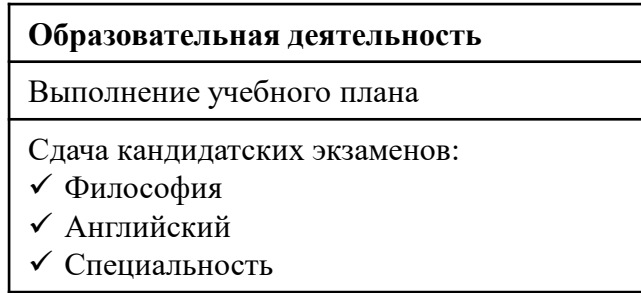 Образовательная деятельность
Выполнение учебного плана
Сдача кандидатских экзаменов:
✓ Философия
✓ Английский
✓ Специальность